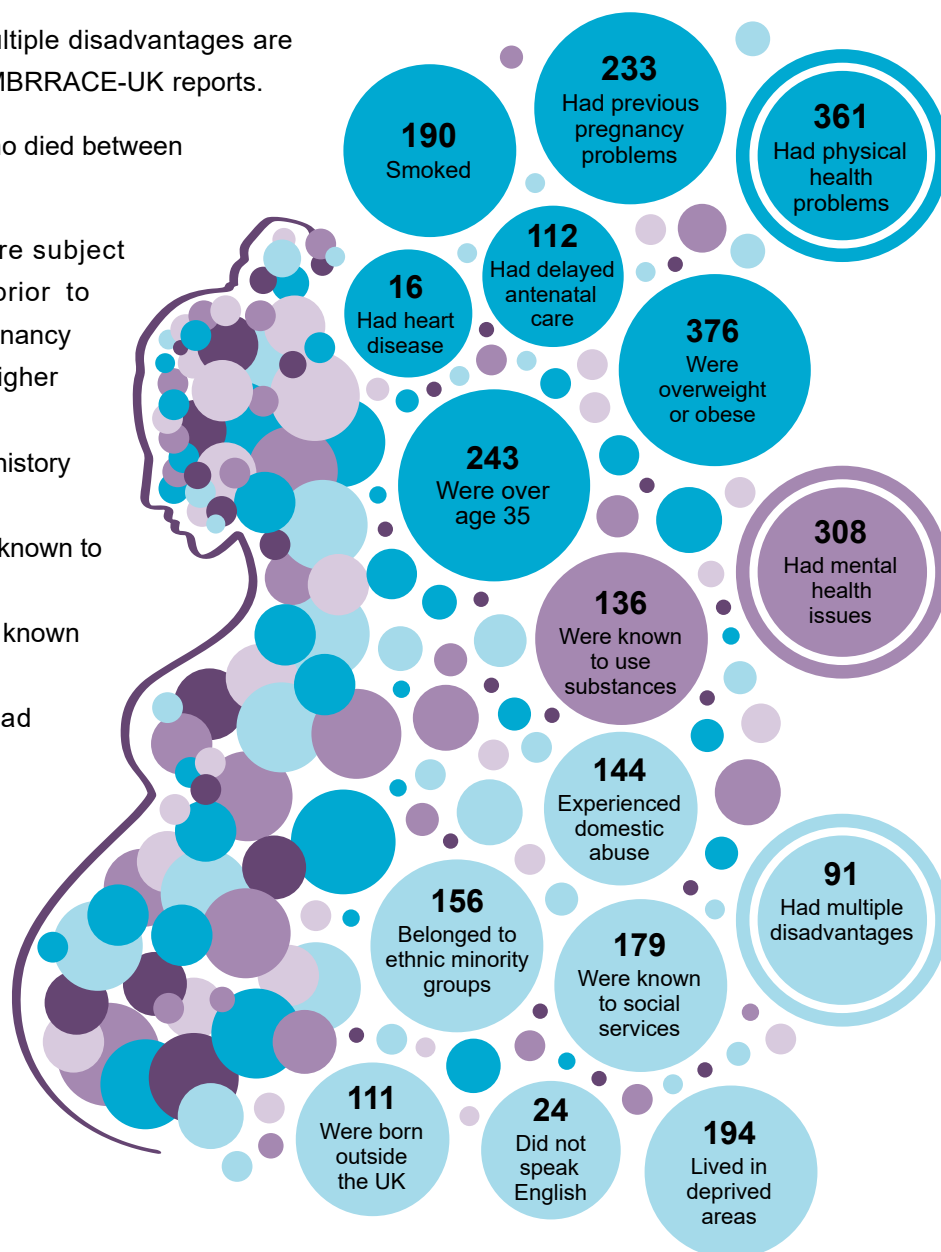 ultiple disadvantages are
MBRRACE-UK reports.
no died between
re subject
prior to
nancy
igher
history
known to
known
ad
190
Smoked
233
Had previous
pregnancy
problems
361
Had physical
health
problems
16
Had heart
disease
112
Had delayed
antenatal
care
376
Were
overweight
or obese
243
Were over
age 35
308
Had mental
health
issues
136
Were known
to use
substances
144
Experienced
domestic
abuse
91
Had multiple
disadvantages
156
Belonged to
ethnic minority
groups
179
Were known
to social
services
111
Were born
outside
the UK
24
Did not
speak
English
194
Lived in
deprived
areas